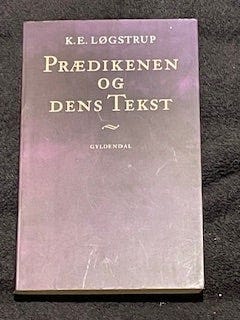 K.E. LØGSTRUP
PRÆDIKENEN
OG
DENS TEKST
GYLDENDAL